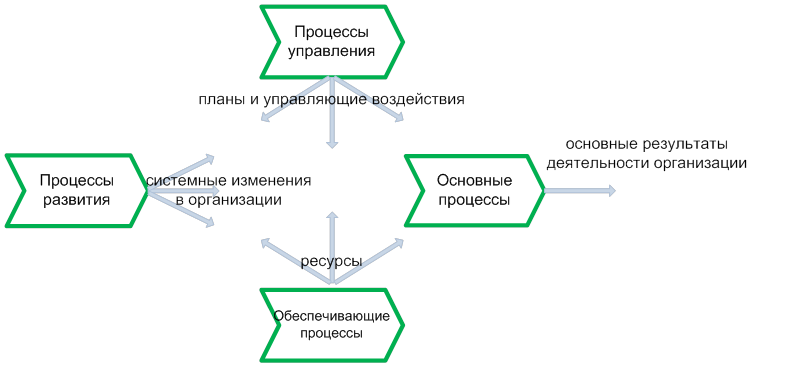 Процессы
управления
планы и управляющие воздействия
основные результаты
деятельности организации
Процессы
развития
системные изменения
в организации
Основные
процессы
ресурсы
Обеспечивающие
процессы